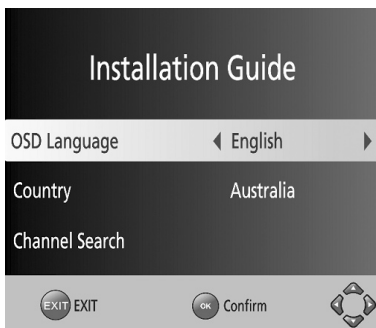 Installation Guide
OSD Language English
Country Australia
Channel Search
EXIT EXIT OK Confirm